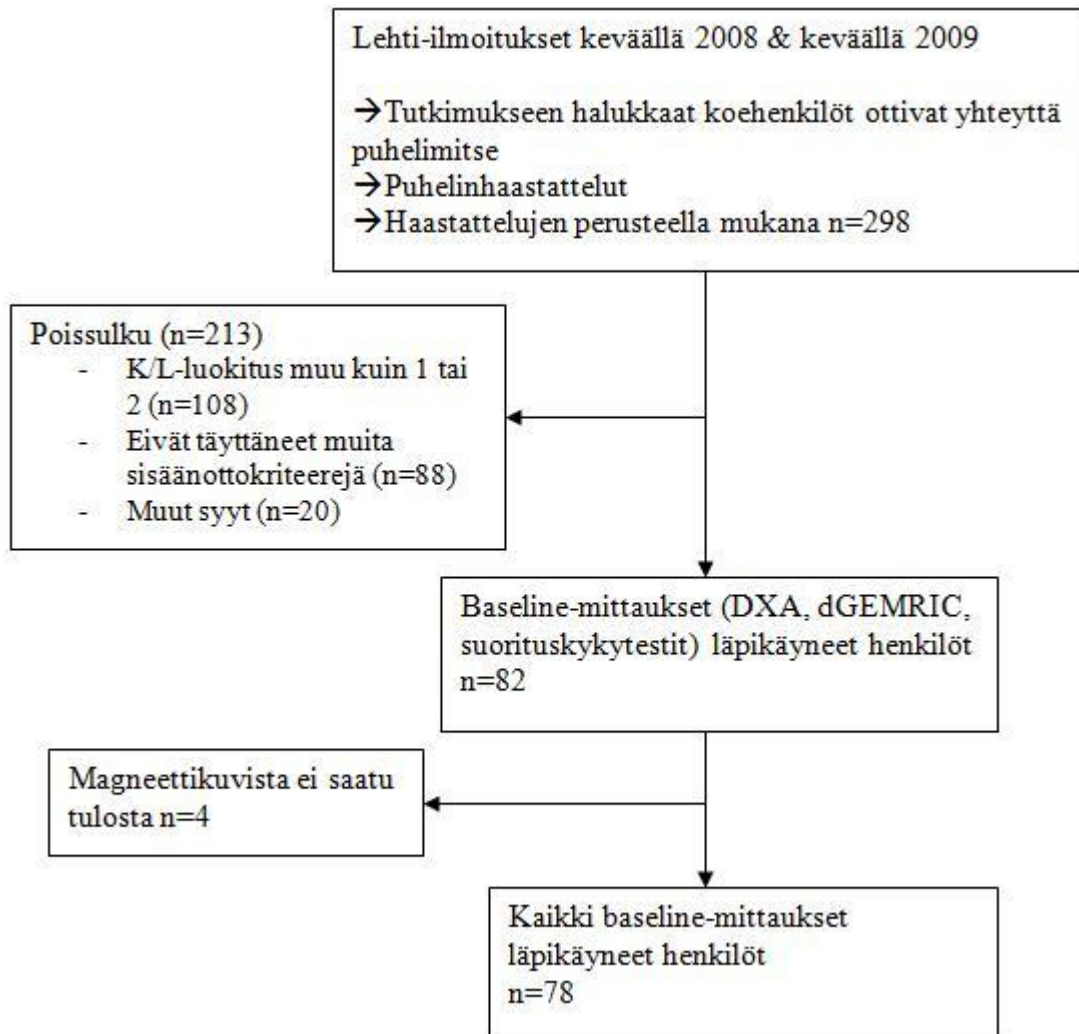 Lehti-ilmoitukset keväällä 2008 & keväällä 2009
→Tutkimukseen halukkaat koehenkilöt ottivat yhteyttä
puhelimitse
→Puhelinhaastattelut
→Haastattelujen perusteella mukana n=298
Poissulku (n=213)
- K/L-luokitus muu kuin 1 tai
2 (n=108)
- Eivät täyttäneet muita
sisäänottokriteerejä (n=88)
- Muut syyt (n=20)
Baseline-mittaukset (DXA, dGEMRIC,
suorituskykytestit) läpikäyneet henkilöt
n=82
Magneettikuvista ei saatu
tulosta n=4
Kaikki baseline-mittaukset
läpikäyneet henkilöt
n=78